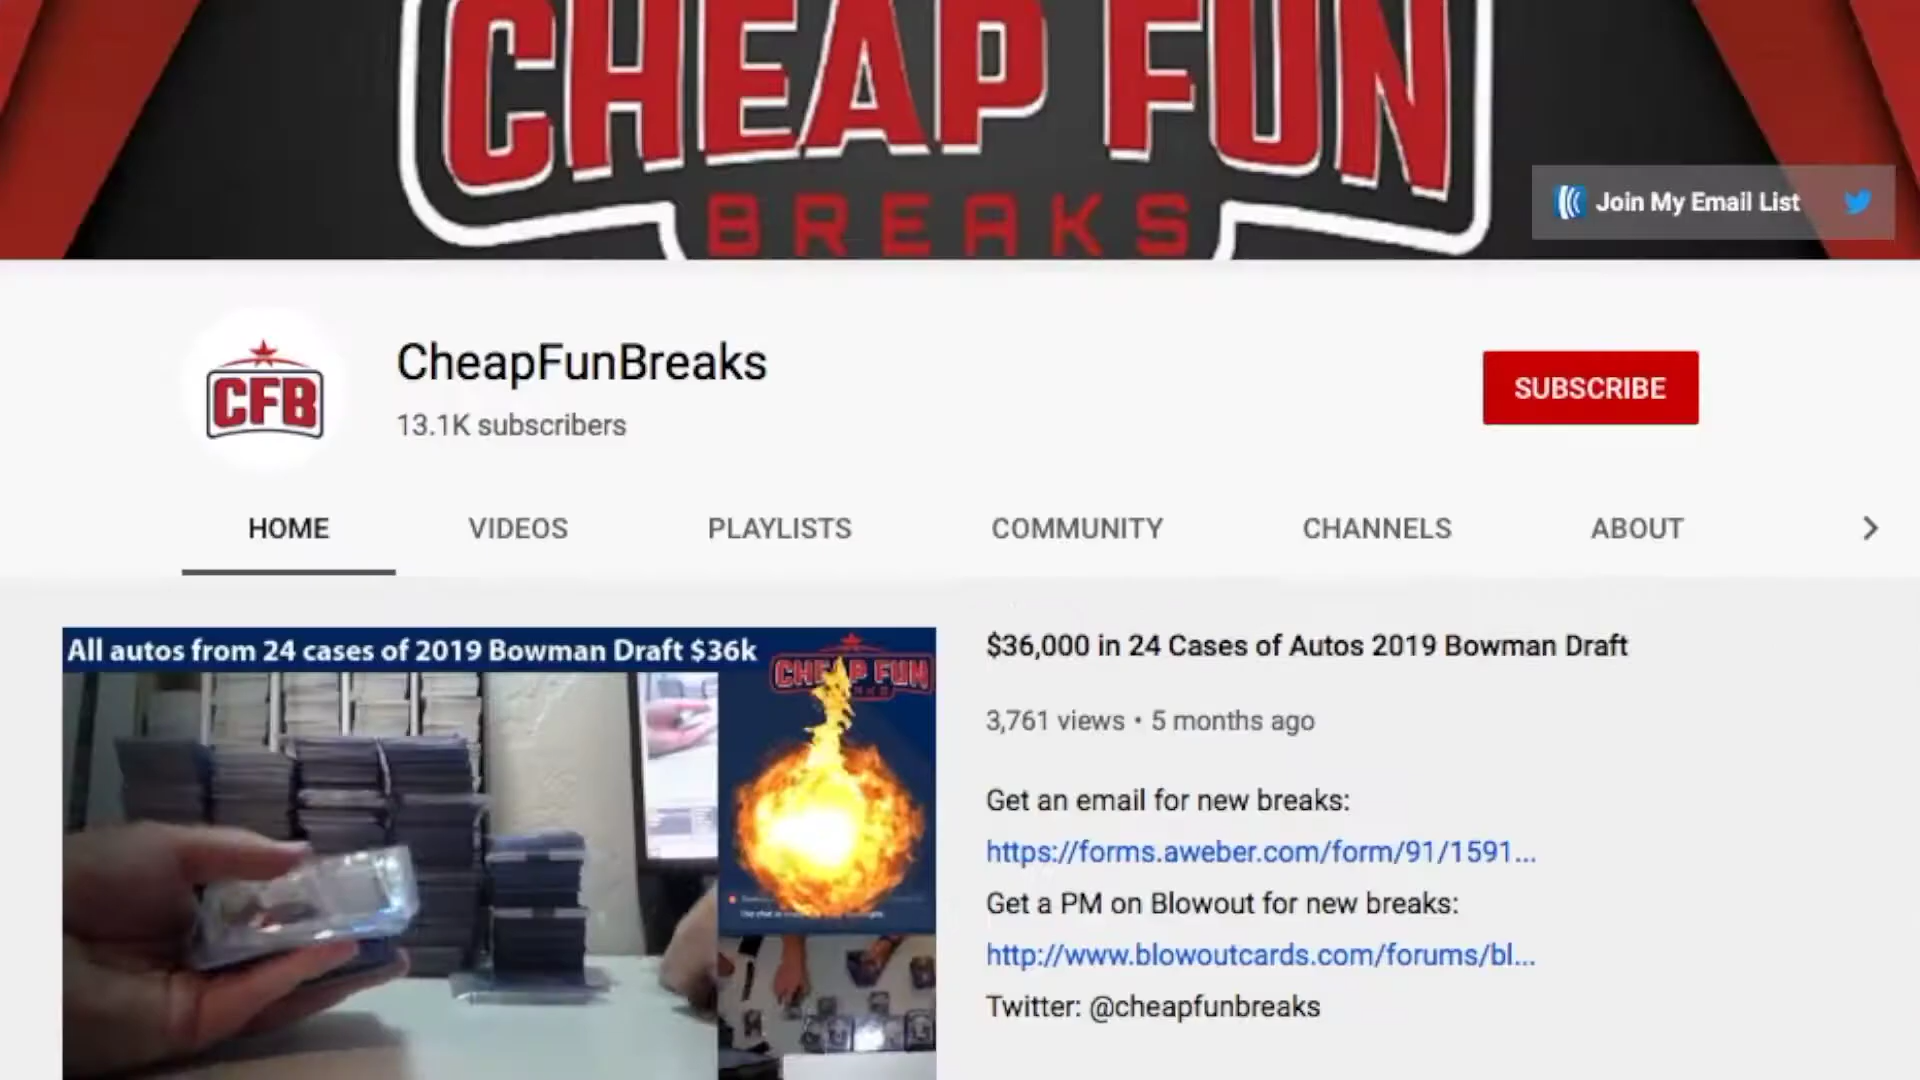 CHEAP FUN
BREAKS
Join My Email List
CFB
CheapFunBreaks
13.1K subscribers
SUBSCRIBE
HOME
VIDEOS
PLAYLISTS
COMMUNITY
CHANNELS
ABOUT
All autos from 24 cases of 2019 Bowman Draft $36k
CHEAP FUN
$36,000 in 24 Cases of Autos 2019 Bowman Draft
3,761 views • 5 months ago
Get an email for new breaks:
https://forms.aweber.com/form/91/1591...
Get a PM on Blowout for new breaks:
http://www.blowoutcards.com/forums/bl...
Twitter: @cheapfunbreaks